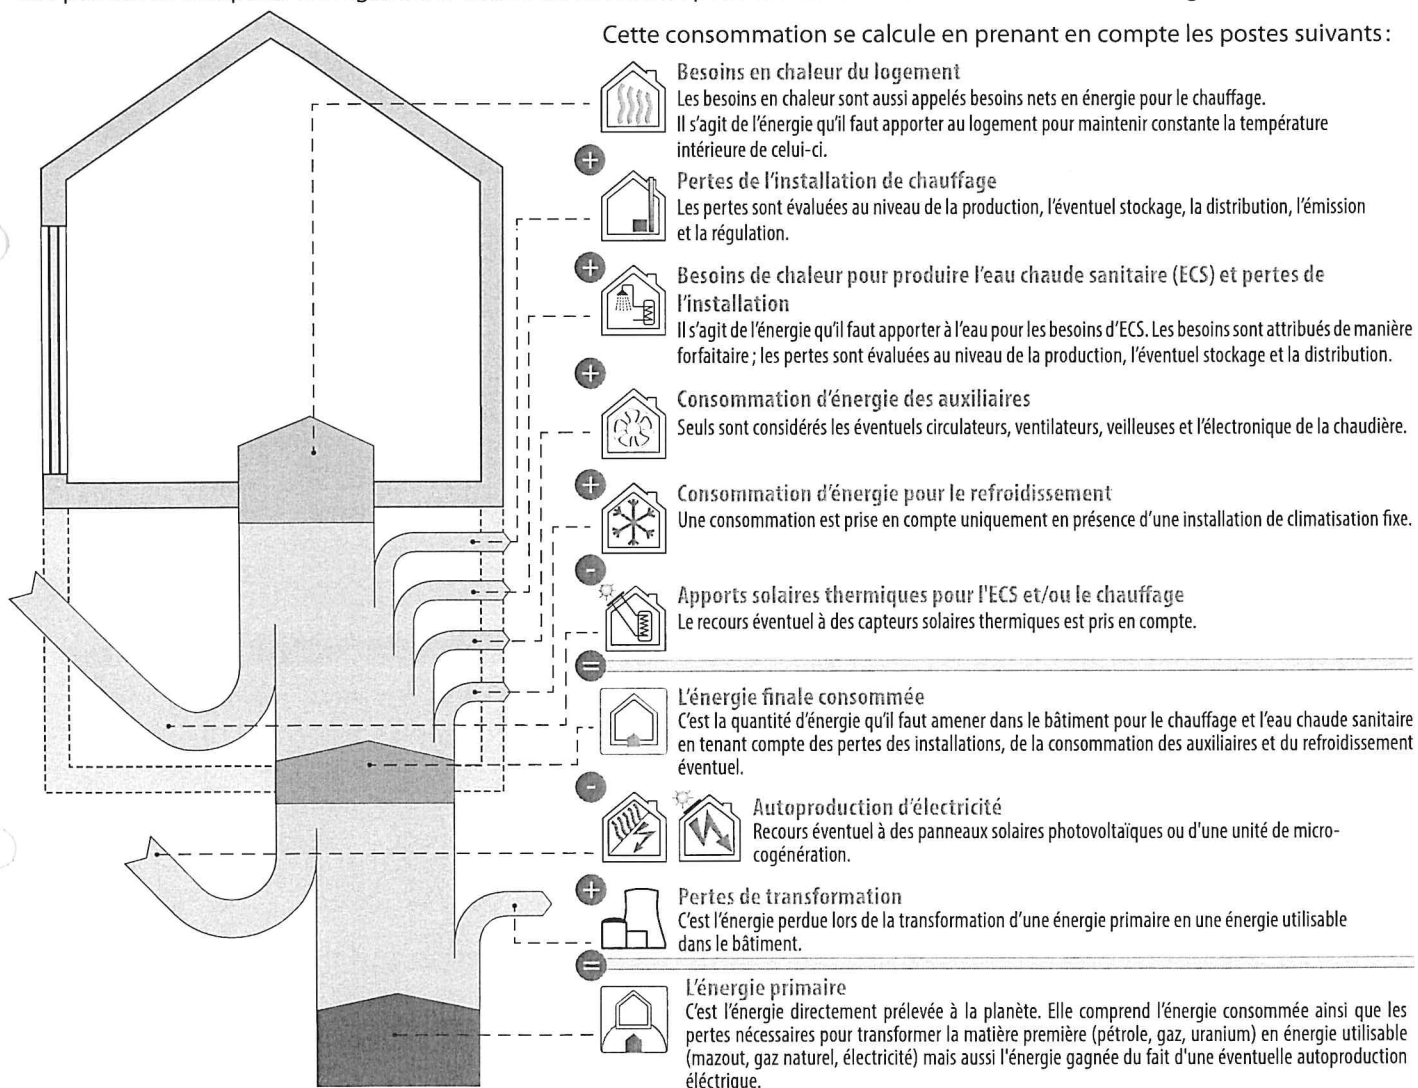 Cette consommation se calcule en prenant en compte les postes suivants :
Besoins en chaleur du logement
Les besoins en chaleur sont aussi appelés besoins nets en énergie pour le chauffage.
Il s'agit de l'énergie qu'il faut apporter au logement pour maintenir constante la température
intérieure de celui-ci.
+
Pertes de l'installation de chauffage
Les pertes sont évaluées au niveau de la production, l'éventuel stockage, la distribution, l'émission
et la régulation.
+
Besoins de chaleur pour produire l'eau chaude sanitaire (ECS) et pertes de
l'installation
Il s'agit de l'énergie qu'il faut apporter à l'eau pour les besoins d'ECS. Les besoins sont attribués de manière
forfaitaire ; les pertes sont évaluées au niveau de la production, l'éventuel stockage et la distribution.
+
Consommation d'énergie des auxiliaires
Seuls sont considérés les éventuels circulateurs, ventilateurs, veilleuses et l'électronique de la chaudière.
+
Consommation d'énergie pour le refroidissement
Une consommation est prise en compte uniquement en présence d'une installation de climatisation fixe.
-
Apports solaires thermiques pour l'ECS et/ou le chauffage
Le recours éventuel à des capteurs solaires thermiques est pris en compte.
=
L'énergie finale consommée
C'est la quantité d'énergie qu'il faut amener dans le bâtiment pour le chauffage et l'eau chaude sanitaire
en tenant compte des pertes des installations, de la consommation des auxiliaires et du refroidissement
éventuel.
-
Autoproduction d'électricité
Recours éventuel à des panneaux solaires photovoltaïques ou d'une unité de micro-
cogénération.
+
Pertes de transformation
C'est l'énergie perdue lors de la transformation d'une énergie primaire en une énergie utilisable
dans le bâtiment.
=
L'énergie primaire
C'est l'énergie directement prélevée à la planète. Elle comprend l'énergie consommée ainsi que les
pertes nécessaires pour transformer la matière première (pétrole, gaz, uranium) en énergie utilisable
(mazout, gaz naturel, électricité) mais aussi l'énergie gagnée du fait d'une éventuelle autoproduction
éléctrique.